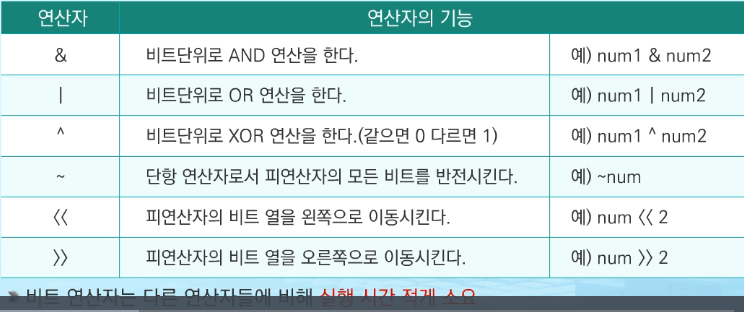 연산자 연산자의 기능
& 비트단위로 AND 연산을 한다. 예) num1 & num2
| 비트단위로 OR 연산을 한다. 예) num1 | num2
^ 비트단위로 XOR 연산을 한다.(같으면 0 다르면 1) 예) num1 ^ num2
~ 단항 연산자로서 피연산자의 모든 비트를 반전시킨다. 예) ~num
<< 피연산자의 비트 열을 왼쪽으로 이동시킨다. 예) num << 2
>> 피연산자의 비트 열을 오른쪽으로 이동시킨다. 예) num >> 2
비트 연산자는 다른 연산자들에 비해 실행 시간 적게 소요